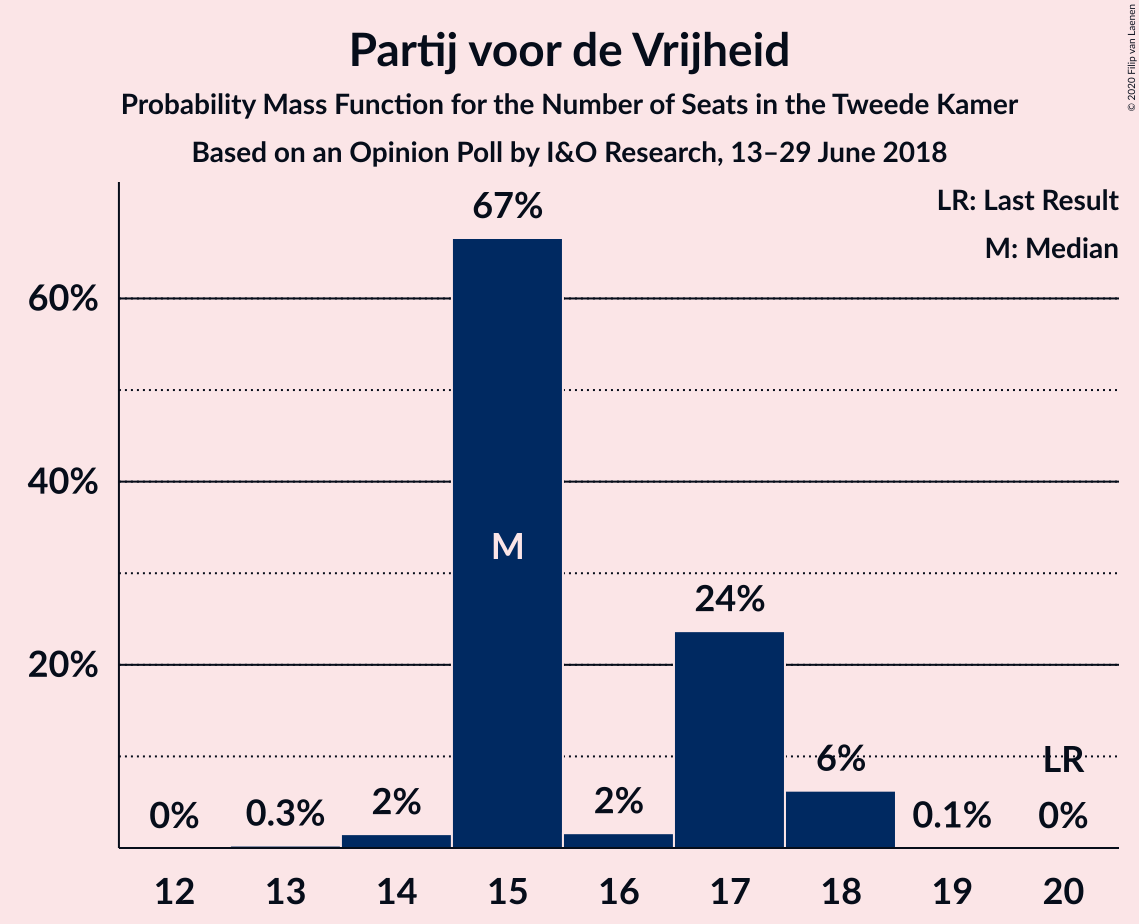 Partij voor de Vrijheid
Probability Mass Function for the Number of Seats in the Tweede Kamer
Based on an Opinion Poll by I&O Research, 13–29 June 2018
© 2020 Filip van Laenen
LR: Last Result
M: Median
60%
40%
20%
0%
0.3%
2%
67%
M
2%
24%
6%
0.1%
LR
0%
12 13 14 15 16 17 18 19 20